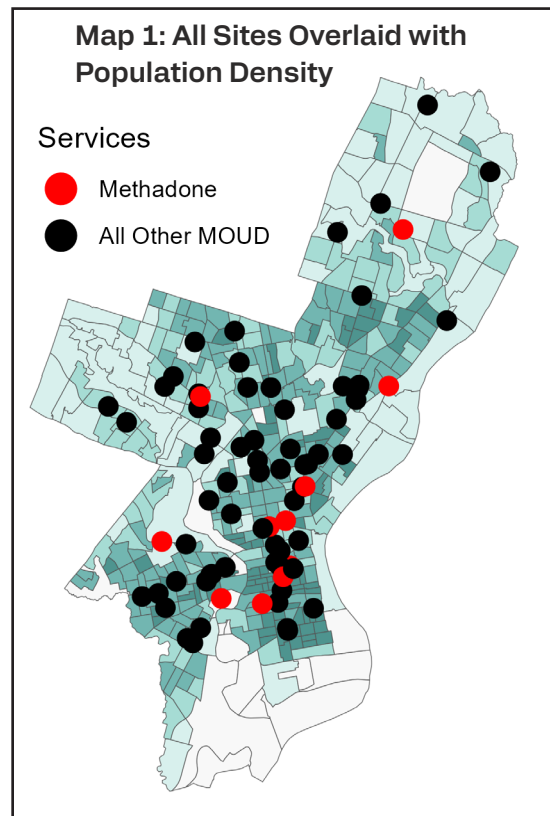 Map 1: All Sites Overlaid with
Population Density
Services
Methadone
All Other MOUD